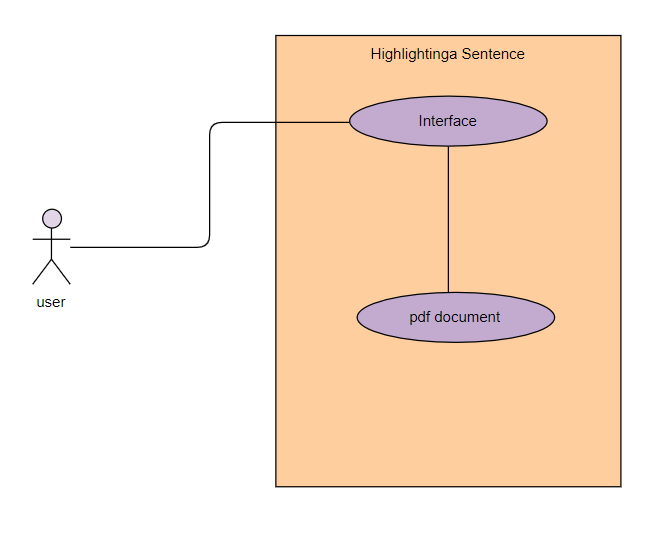 Highlightinga Sentence
Interface
user
pdf document